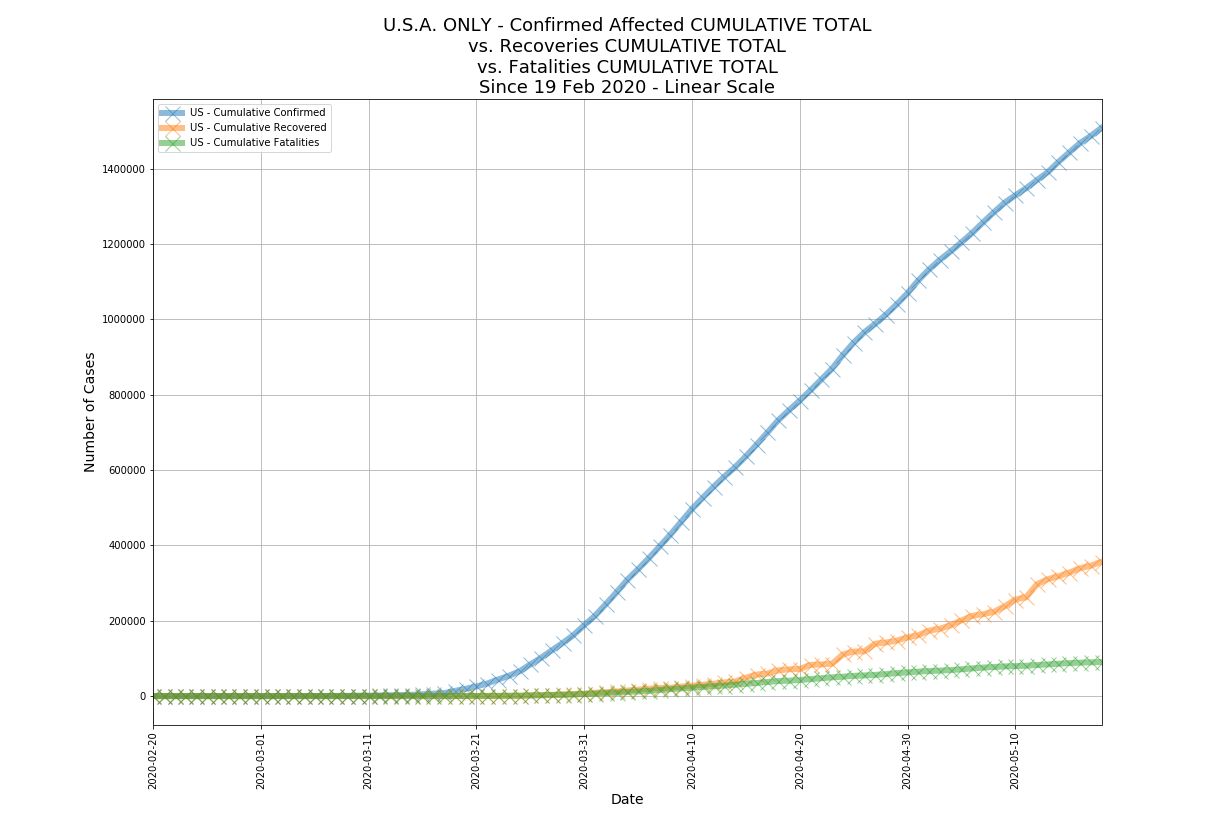 U.S.A. ONLY - Confirmed Affected CUMULATIVE TOTAL
vs. Recoveries CUMULATIVE TOTAL
vs. Fatalities CUMULATIVE TOTAL
Since 19 Feb 2020 - Linear Scale
US - Cumulative Confirmed
US - Cumulative Recovered
US - Cumulative Fatalities
Number of Cases
1400000
1200000
1000000
800000
600000
400000
200000
0
2020-02-20
2020-03-01
2020-03-11
2020-03-21
2020-03-31
2020-04-10
2020-04-20
2020-04-30
2020-05-10
Date